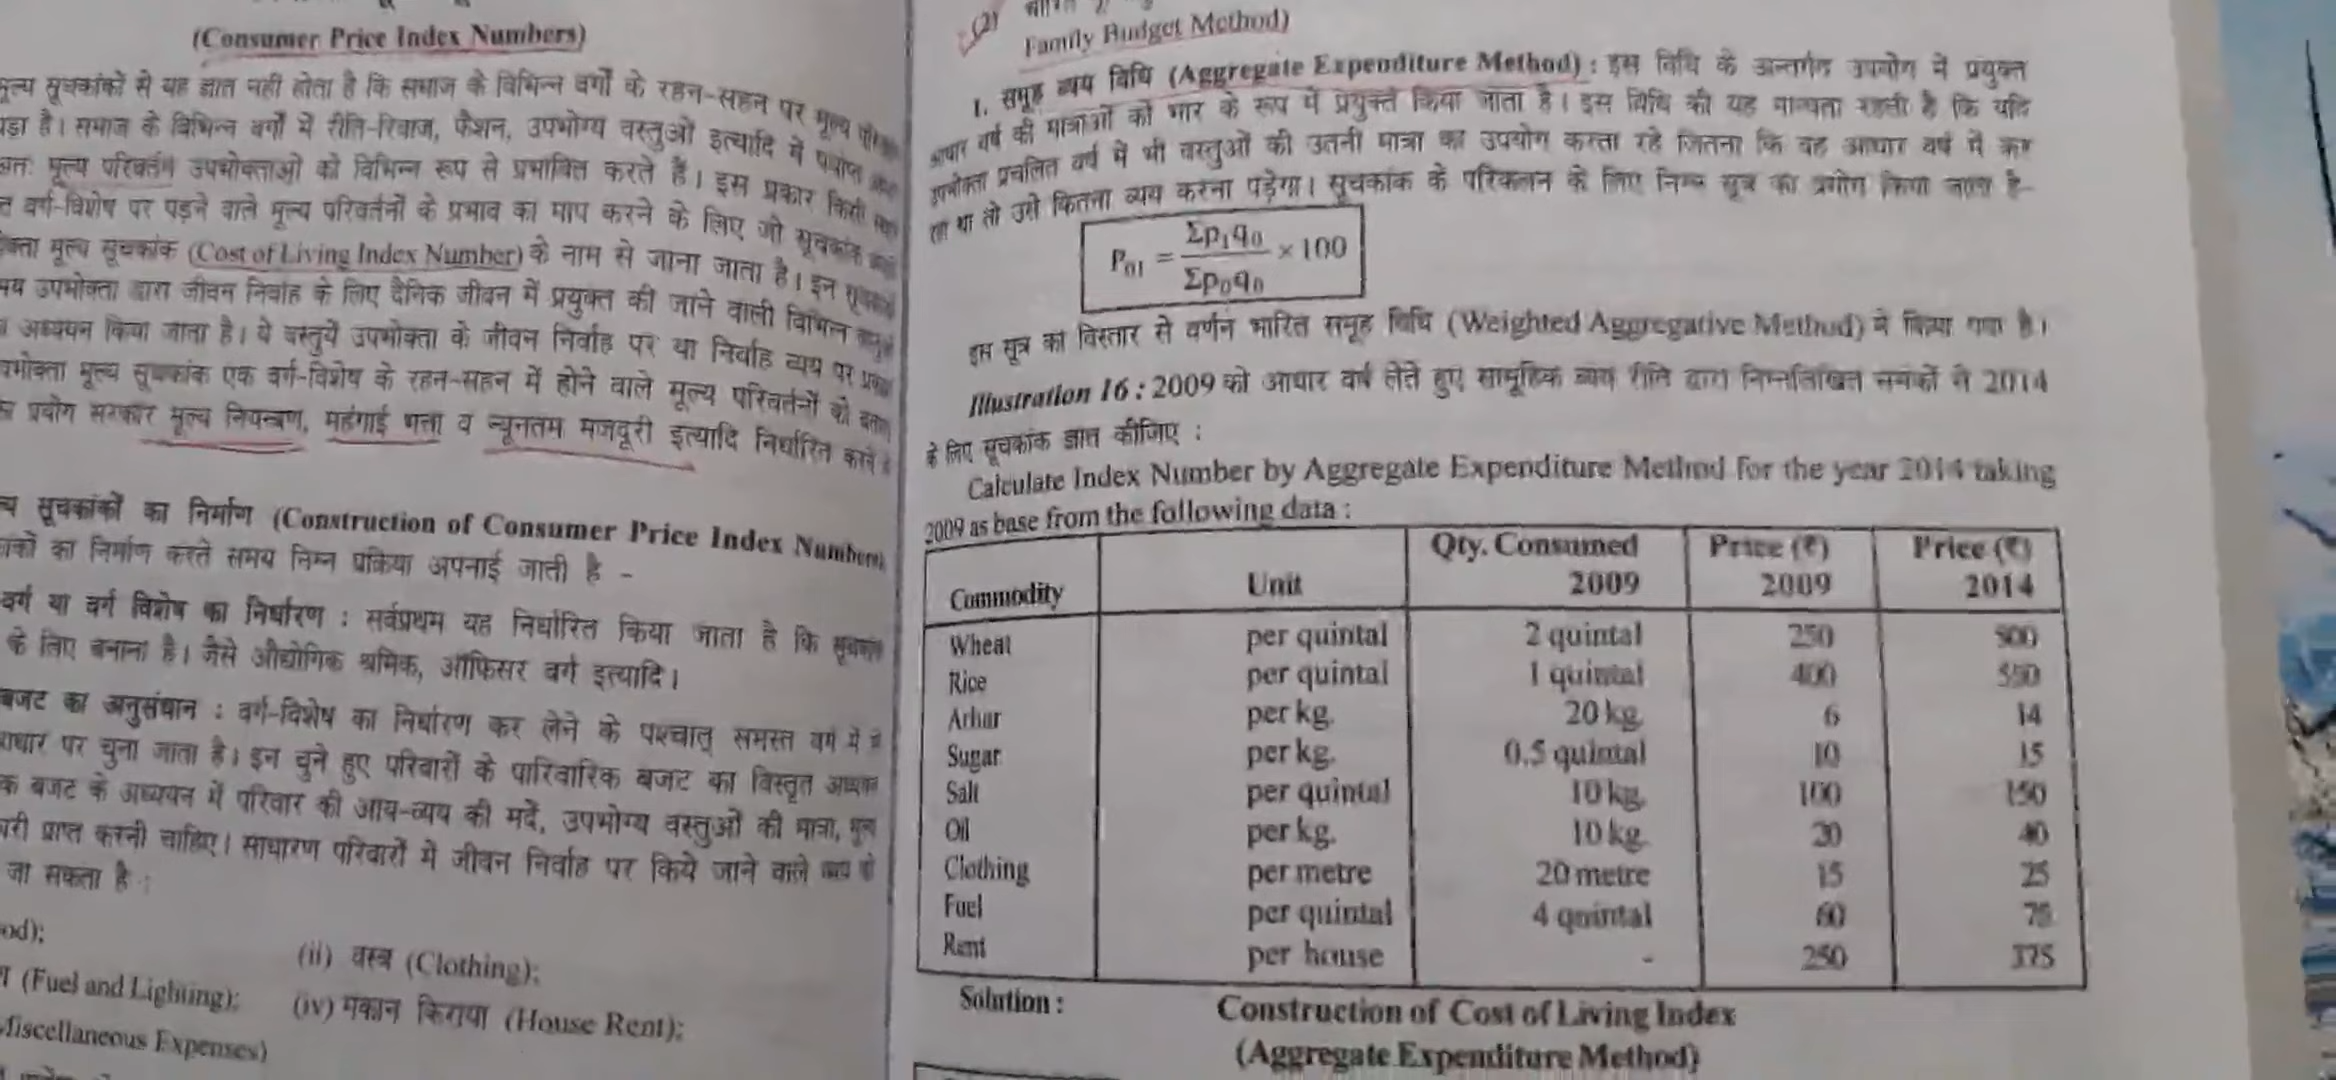 (Consumer Price Index Numbers)
मूल्य सूचकांकों से यह ज्ञात नहीं होता है कि समाज के विभिन्न वर्गों के रहन-सहन पर मूल्य
पड़ा है। समाज के विभिन्न वर्गों में रीति-रिवाज, फैशन, उपभोग्य वस्तुओं इत्यादि में पर्याप्त
अतः मूल्य परिवर्तन उपभोक्ताओं को विभिन्न रूप से प्रभावित करते हैं। इस प्रकार किसी
वर्ग-विशेष पर पड़ने वाले मूल्य परिवर्तनों के प्रभाव का माप करने के लिए जो सूचकांक
मूल्य सूचकांक (Cost of Living Index Number) के नाम से जाना जाता है। इन
उपभोक्ता द्वारा जीवन निर्वाह के लिए दैनिक जीवन में प्रयुक्त की जाने वाली विभिन्न
अध्ययन किया जाता है। ये वस्तुयें उपभोक्ता के जीवन निर्वाह पर या निर्वाह व्यय पर
मूल्य सूचकांक एक वर्ग-विशेष के रहन-सहन में होने वाले मूल्य परिवर्तनों को
प्रयोग सरकार मूल्य नियन्त्रण, महंगाई भत्ता व न्यूनतम मजदूरी इत्यादि निर्धारित करने
सूचकांकों का निर्माण (Construction of Consumer Price Index Numbers)
का निर्माण करते समय निम्न प्रक्रिया अपनाई जाती है -
वर्ग या वर्ग विशेष का निर्धारण : सर्वप्रथम यह निर्धारित किया जाता है कि
के लिए बनाना है। जैसे औद्योगिक श्रमिक, ऑफिसर वर्ग इत्यादि।
बजट का अनुसंधान : वर्ग-विशेष का निर्धारण कर लेने के पश्चात् समस्त वर्ग में
आधार पर चुना जाता है। इन चुने हुए परिवारों के पारिवारिक बजट का विस्तृत
बजट के अध्ययन में परिवार की आय-व्यय की मदें, उपभोग्य वस्तुओं की मात्रा,
प्राप्त करनी चाहिए। साधारण परिवारों में जीवन निर्वाह पर किये जाने वाले
जा सकता है :
(ii) वस्त्र (Clothing);
(Fuel and Lighting);
(iv) मकान किराया (House Rent);
Miscellaneous Expenses)
(2)
Family Budget Method)
1. समूह व्यय विधि (Aggregate Expenditure Method) : इस विधि के अन्तर्गत उपयोग में प्रयुक्त
आधार वर्ष की मात्राओं को भार के रूप में प्रयुक्त किया जाता है। इस विधि की यह मान्यता रहती है कि यदि
उपभोक्ता प्रचलित वर्ष में भी वस्तुओं की उतनी मात्रा का उपयोग करता रहे जितना कि वह आधार वर्ष में कर
रहा था तो उसे कितना व्यय करना पड़ेगा। सूचकांक के परिकलन के लिए निम्न सूत्र का प्रयोग किया जाता है-
P₀₁ = Σp₁q₀ / Σp₀q₀ × 100
इस सूत्र का विस्तार से वर्णन भारित समूह विधि (Weighted Aggregative Method) में किया गया है।
Illustration 16 : 2009 को आधार वर्ष लेते हुए सामूहिक व्यय रीति द्वारा निम्नलिखित समंकों से 2014
के लिए सूचकांक ज्ञात कीजिए :
Calculate Index Number by Aggregate Expenditure Method for the year 2014 taking
2009 as base from the following data :
Commodity Unit Qty. Consumed 2009 Price (₹) 2009 Price (₹) 2014
Wheat per quintal 2 quintal 250 500
Rice per quintal 1 quintal 400 550
Arhar per kg. 20 kg. 6 14
Sugar per kg. 0.5 quintal 10 15
Salt per quintal 10 kg. 100 150
Oil per kg. 10 kg. 20 40
Clothing per metre 20 metre 15 25
Fuel per quintal 4 quintal 60 75
Rent per house - 250 375
Solution :
Construction of Cost of Living Index
(Aggregate Expenditure Method)